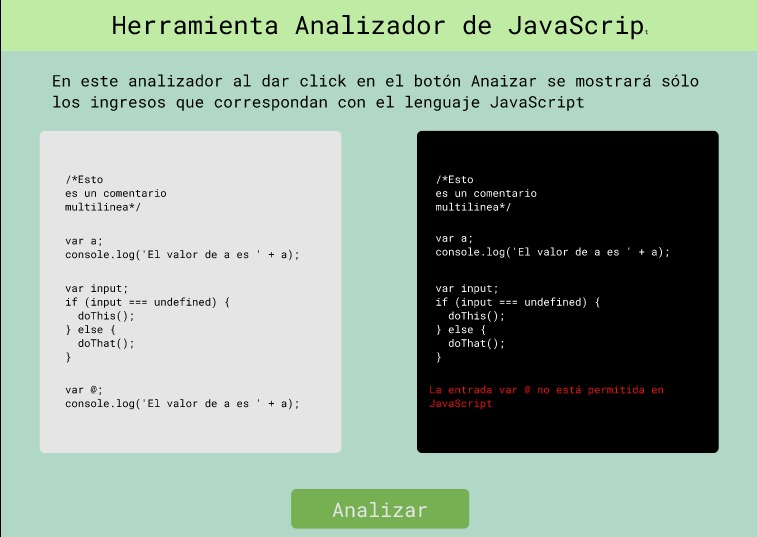 Herramienta Analizador de JavaScript
En este analizador al dar click en el botón Anaizar se mostrará sólo
los ingresos que correspondan con el lenguaje JavaScript
/*Esto
es un comentario
multilinea*/
var a;
console.log('El valor de a es ' + a);
var input;
if (input === undefined) {
  doThis();
} else {
  doThat();
}
var @;
console.log('El valor de a es ' + a);
/*Esto
es un comentario
multilinea*/
var a;
console.log('El valor de a es ' + a);
var input;
if (input === undefined) {
  doThis();
} else {
  doThat();
}
La entrada var @ no está permitida en
JavaScript
Analizar